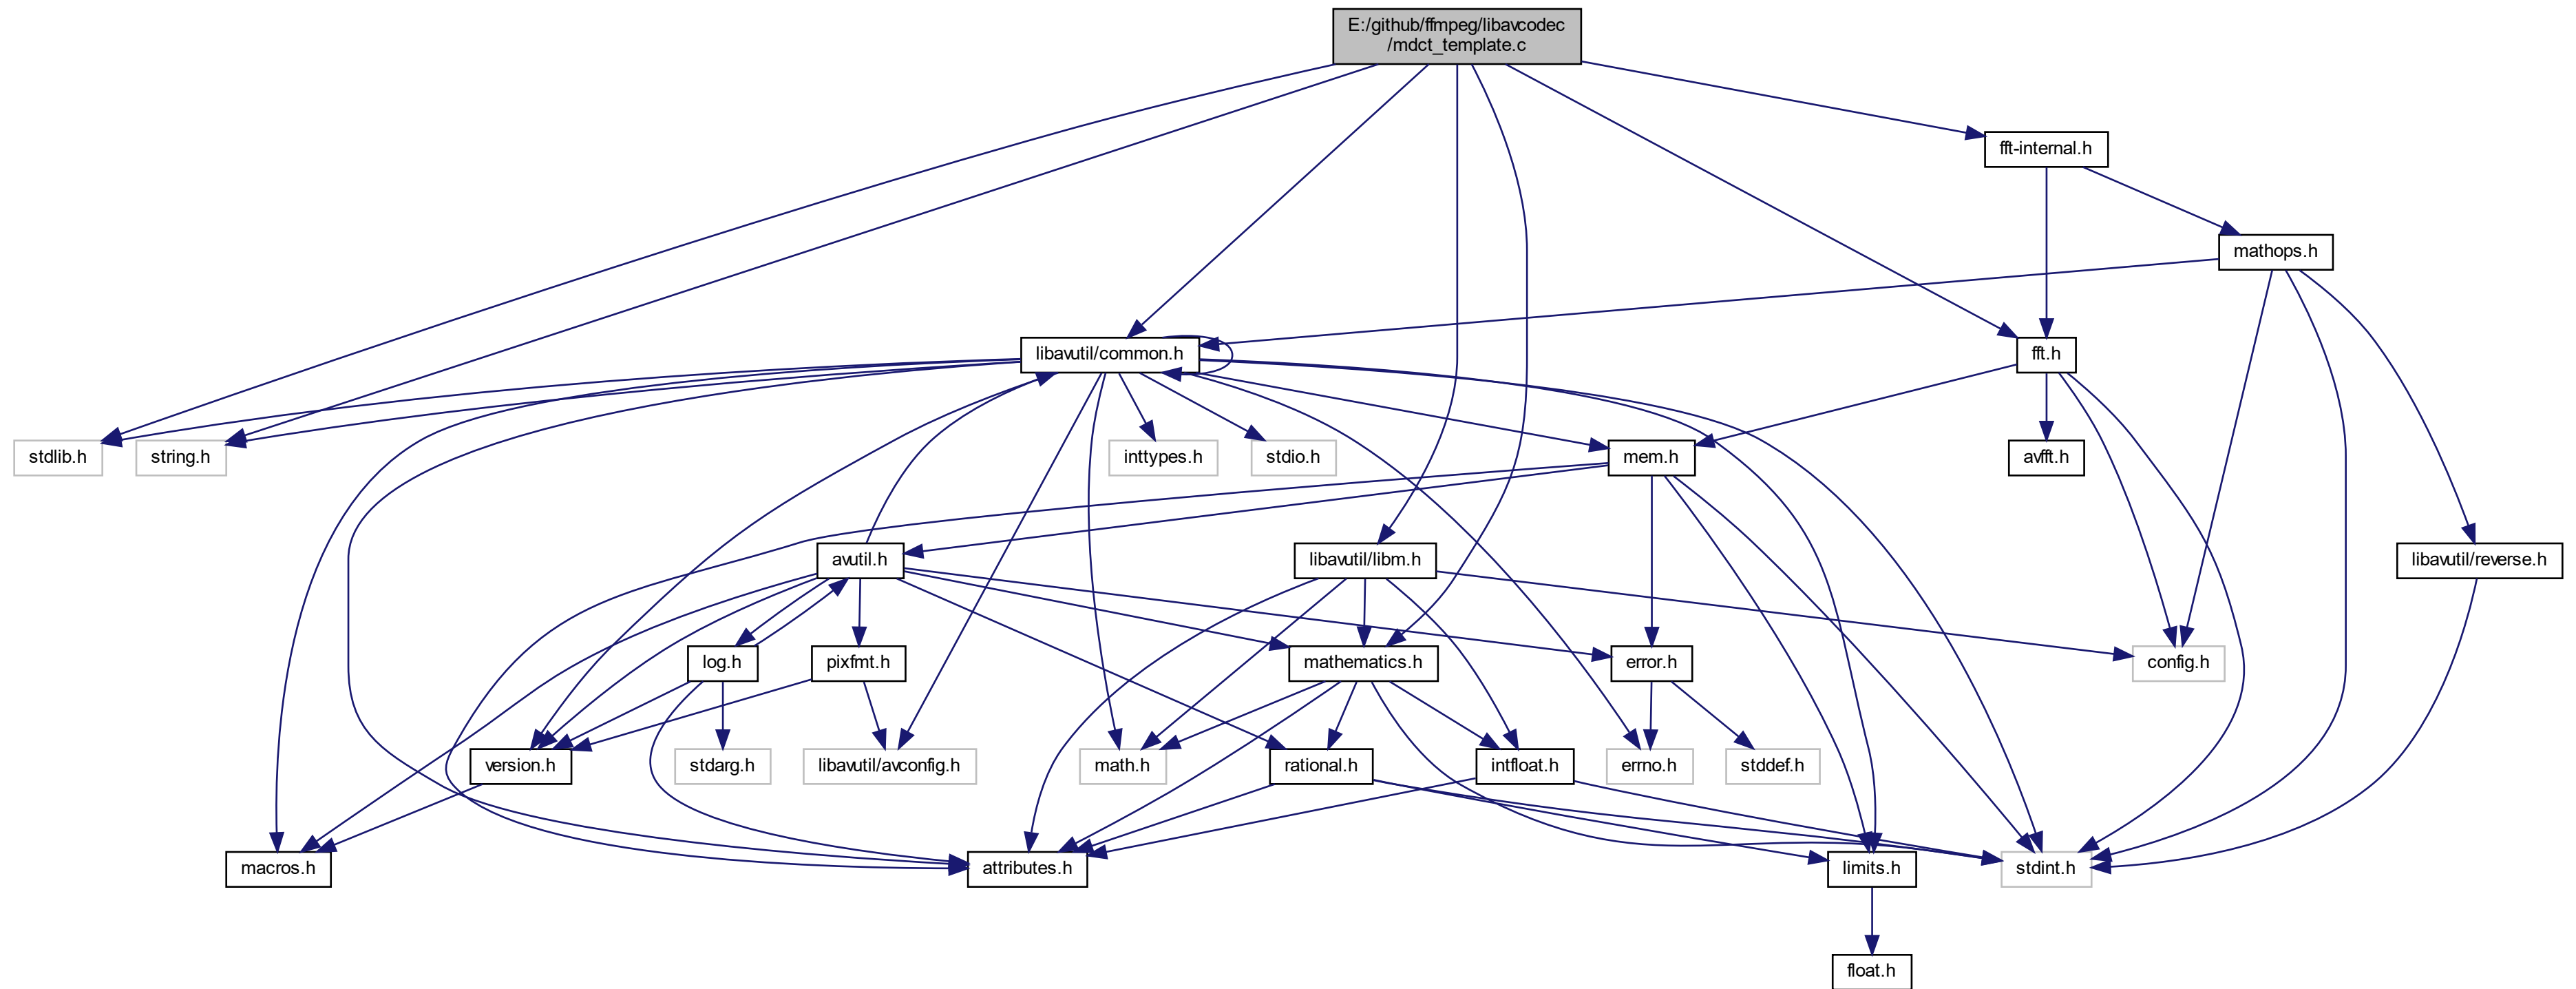 E:/github/ffmpeg/libavcodec
/mdct_template.c
fft-internal.h
mathops.h
libavutil/common.h
fft.h
stdlib.h
string.h
inttypes.h
stdio.h
mem.h
avfft.h
avutil.h
libavutil/libm.h
libavutil/reverse.h
log.h
pixfmt.h
mathematics.h
error.h
config.h
version.h
stdarg.h
libavutil/avconfig.h
math.h
rational.h
intfloat.h
errno.h
stddef.h
macros.h
attributes.h
limits.h
stdint.h
float.h